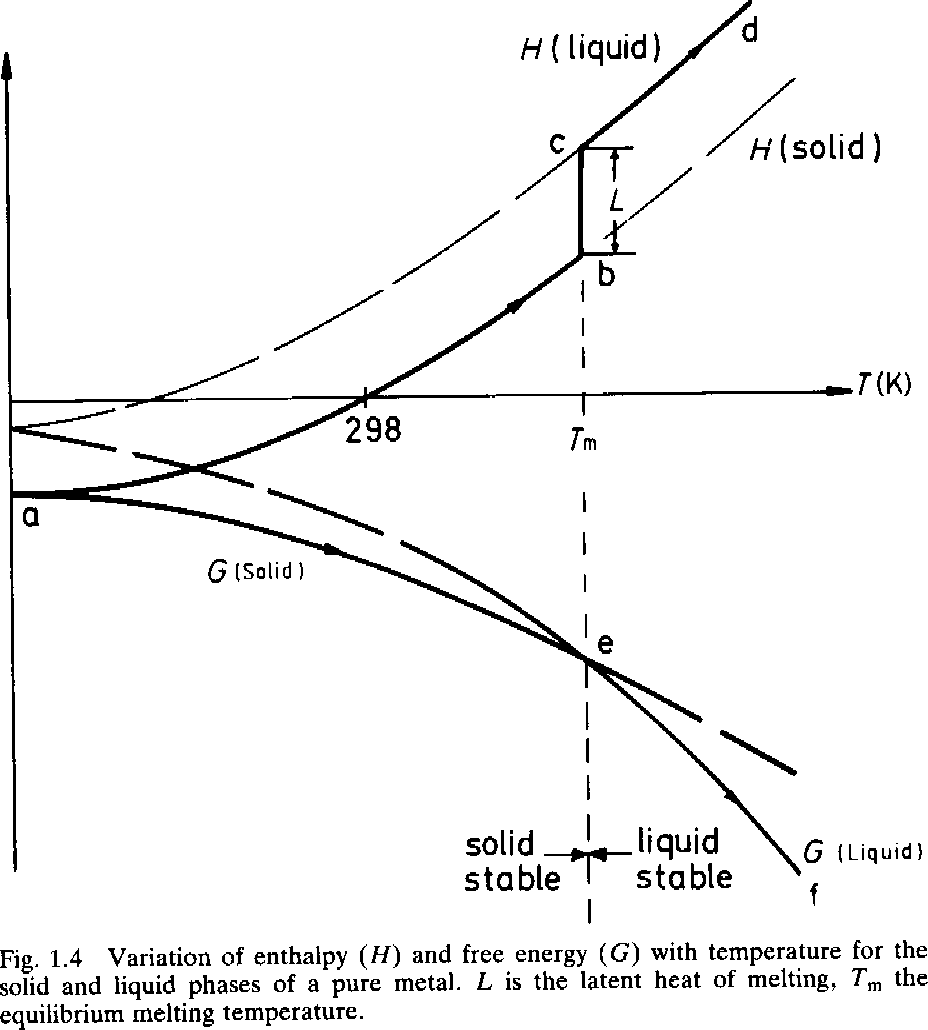 d
H (liquid)
c
H (solid)
L
b
T (K)
298
Tm
a
G (Solid)
e
solid
stable
liquid
stable
G (Liquid)
f
Fig. 1.4 Variation of enthalpy (H) and free energy (G) with temperature for the
solid and liquid phases of a pure metal. L is the latent heat of melting, Tm the
equilibrium melting temperature.